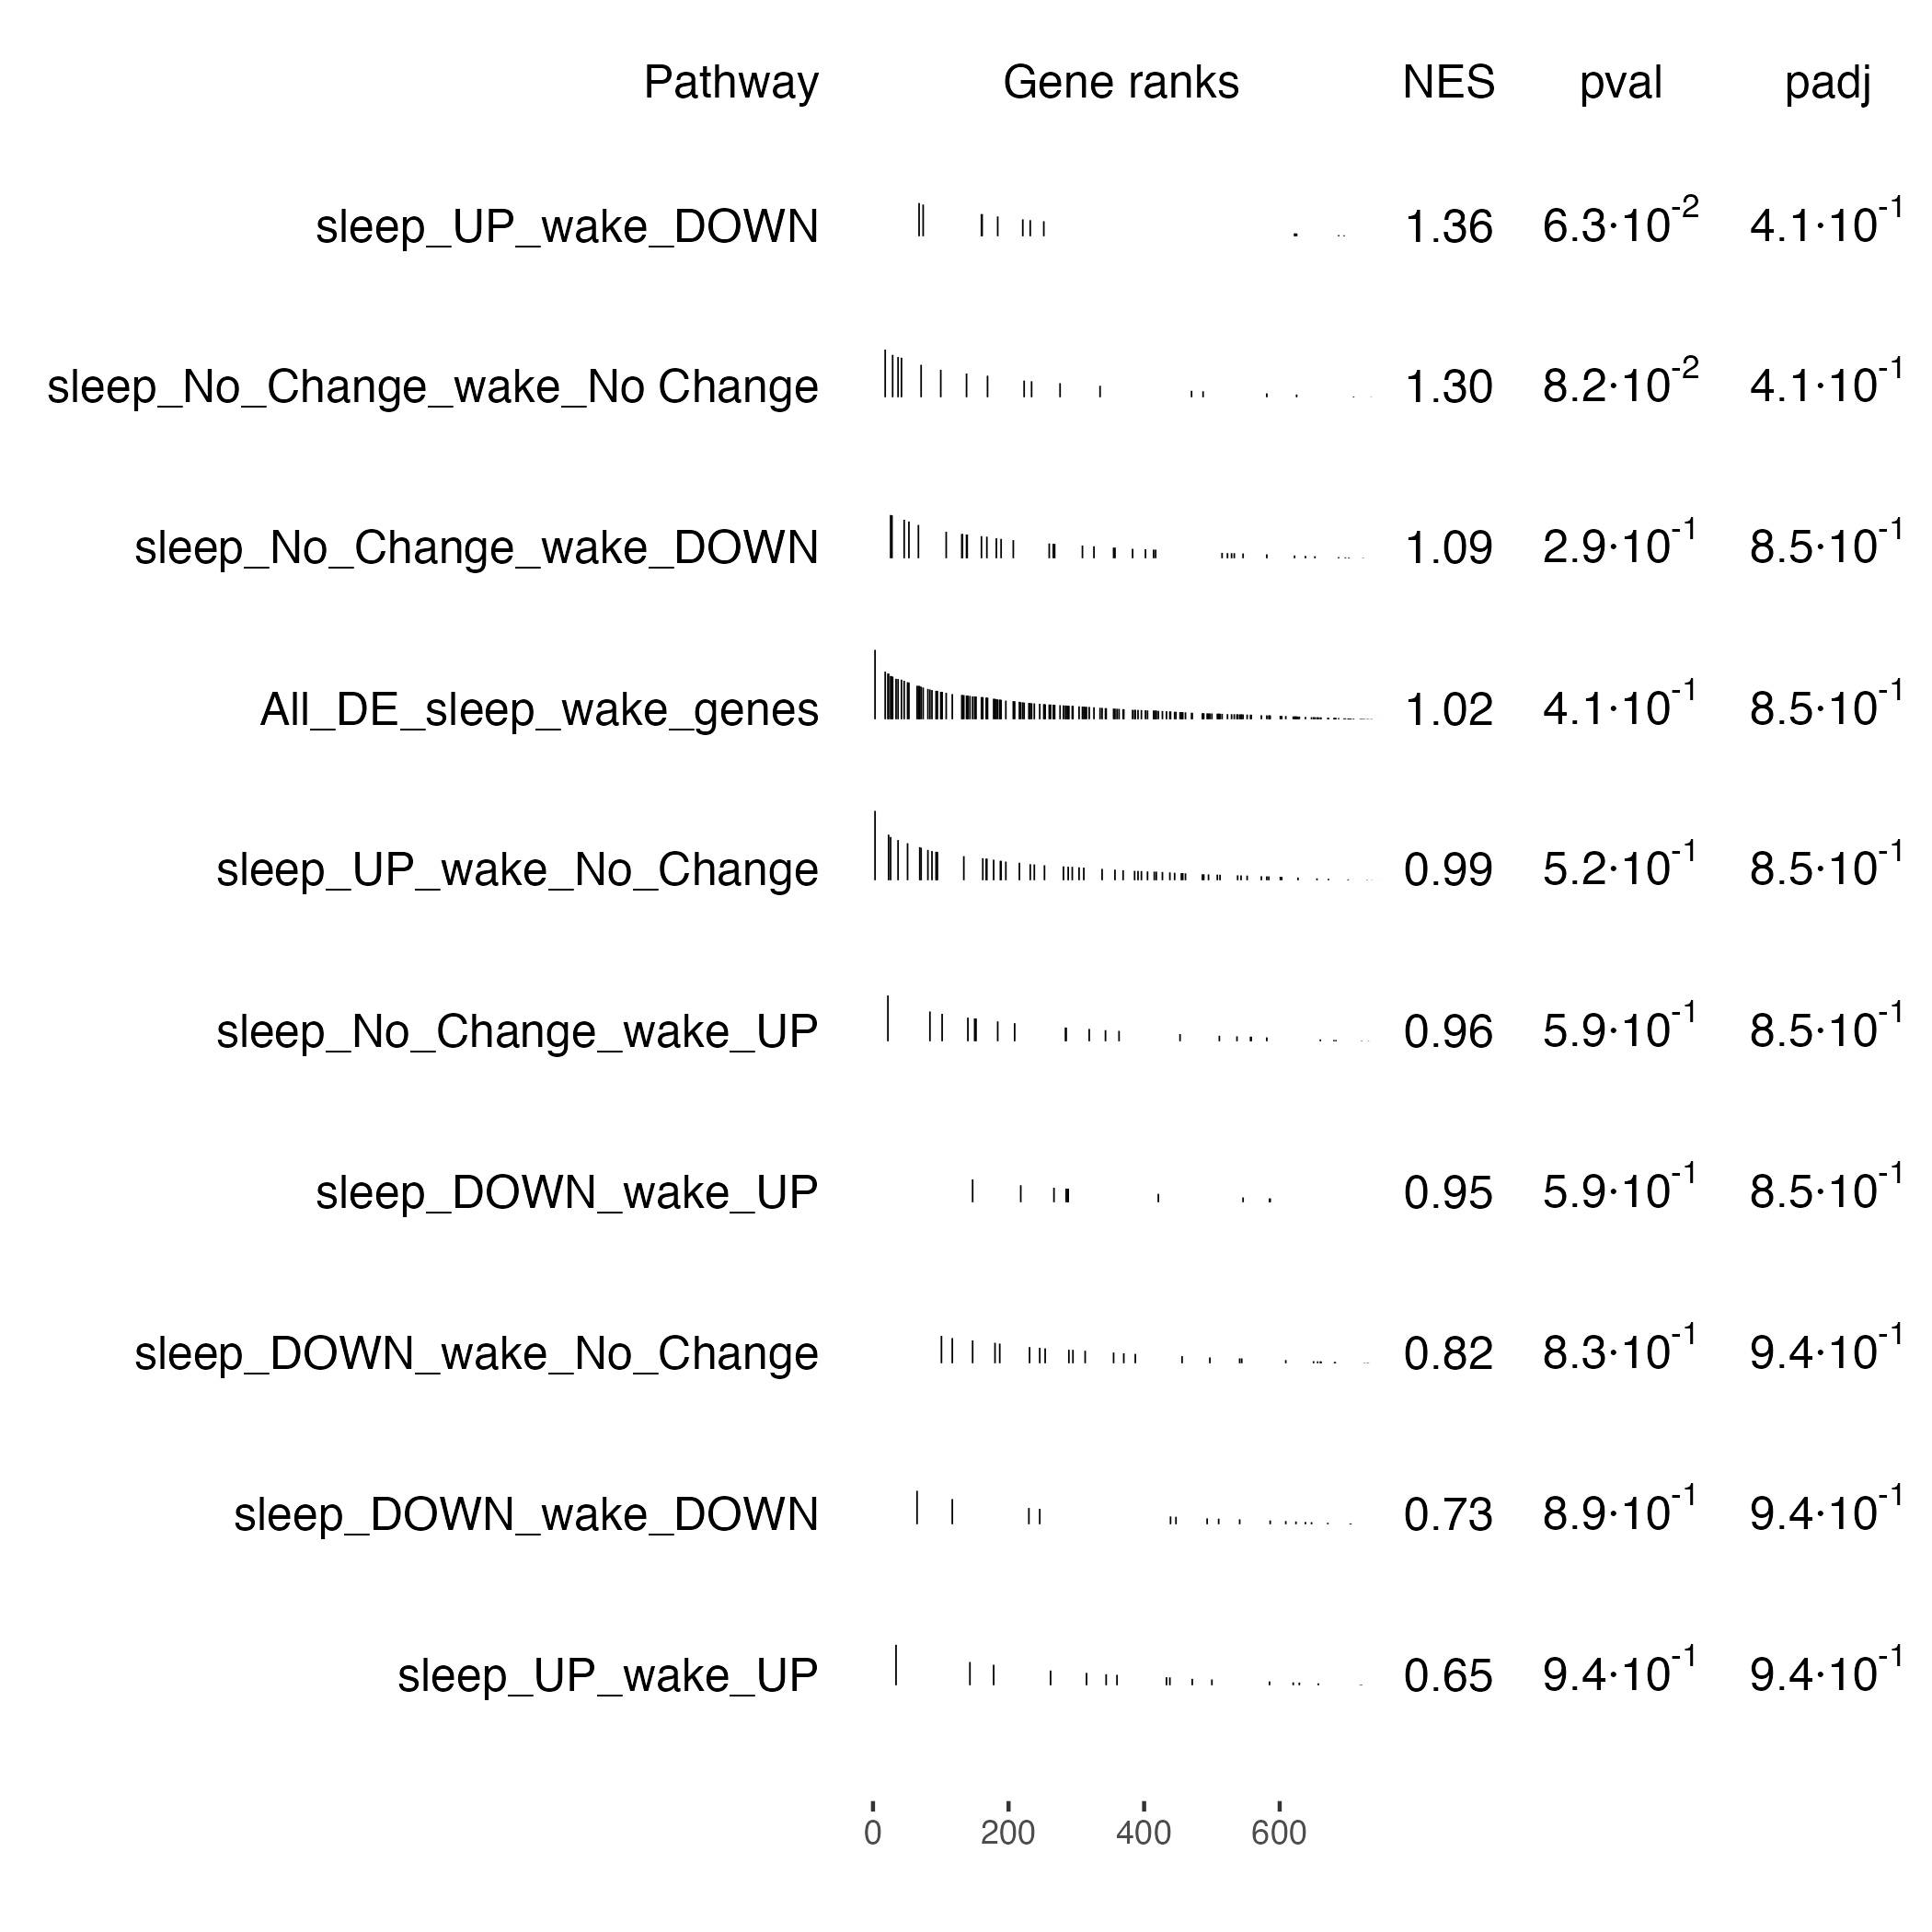 Pathway Gene ranks NES pval padj
sleep_UP_wake_DOWN 1.36 6.3·10^-2 4.1·10^-1
sleep_No_Change_wake_No Change 1.30 8.2·10^-2 4.1·10^-1
sleep_No_Change_wake_DOWN 1.09 2.9·10^-1 8.5·10^-1
All_DE_sleep_wake_genes 1.02 4.1·10^-1 8.5·10^-1
sleep_UP_wake_No_Change 0.99 5.2·10^-1 8.5·10^-1
sleep_No_Change_wake_UP 0.96 5.9·10^-1 8.5·10^-1
sleep_DOWN_wake_UP 0.95 5.9·10^-1 8.5·10^-1
sleep_DOWN_wake_No_Change 0.82 8.3·10^-1 9.4·10^-1
sleep_DOWN_wake_DOWN 0.73 8.9·10^-1 9.4·10^-1
sleep_UP_wake_UP 0.65 9.4·10^-1 9.4·10^-1
0 200 400 600